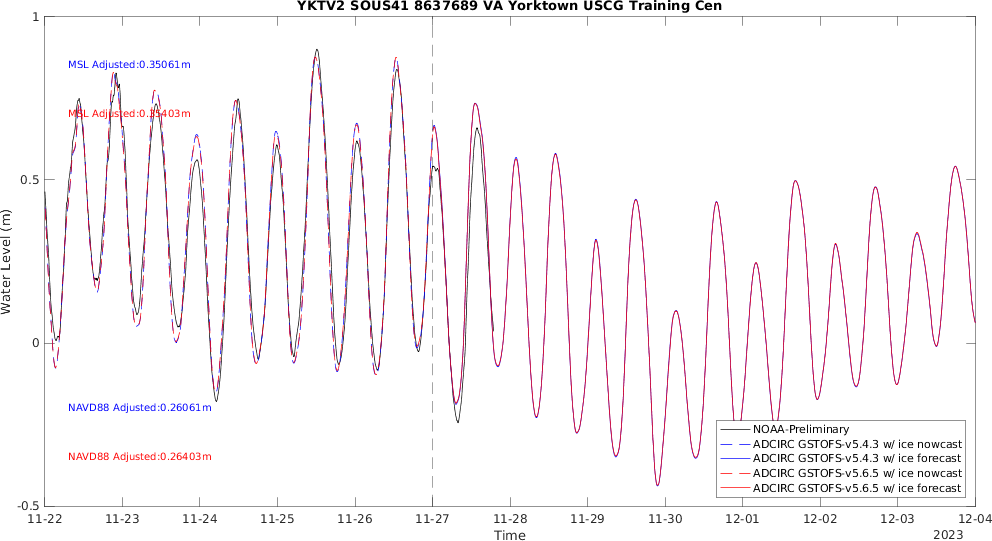 YKTV2 SOUS41 8637689 VA Yorktown USCG Training Cen
1
0.5
0
-0.5
Water Level (m)
MSL Adjusted:0.35061m
MSL Adjusted:0.35403m
NAVD88 Adjusted:0.26061m
NAVD88 Adjusted:0.26403m
NOAA-Preliminary
ADCIRC GSTOFS-v5.4.3 w/ ice nowcast
ADCIRC GSTOFS-v5.4.3 w/ ice forecast
ADCIRC GSTOFS-v5.6.5 w/ ice nowcast
ADCIRC GSTOFS-v5.6.5 w/ ice forecast
11-22 11-23 11-24 11-25 11-26 11-27 11-28 11-29 11-30 12-01 12-02 12-03 12-04
Time
2023